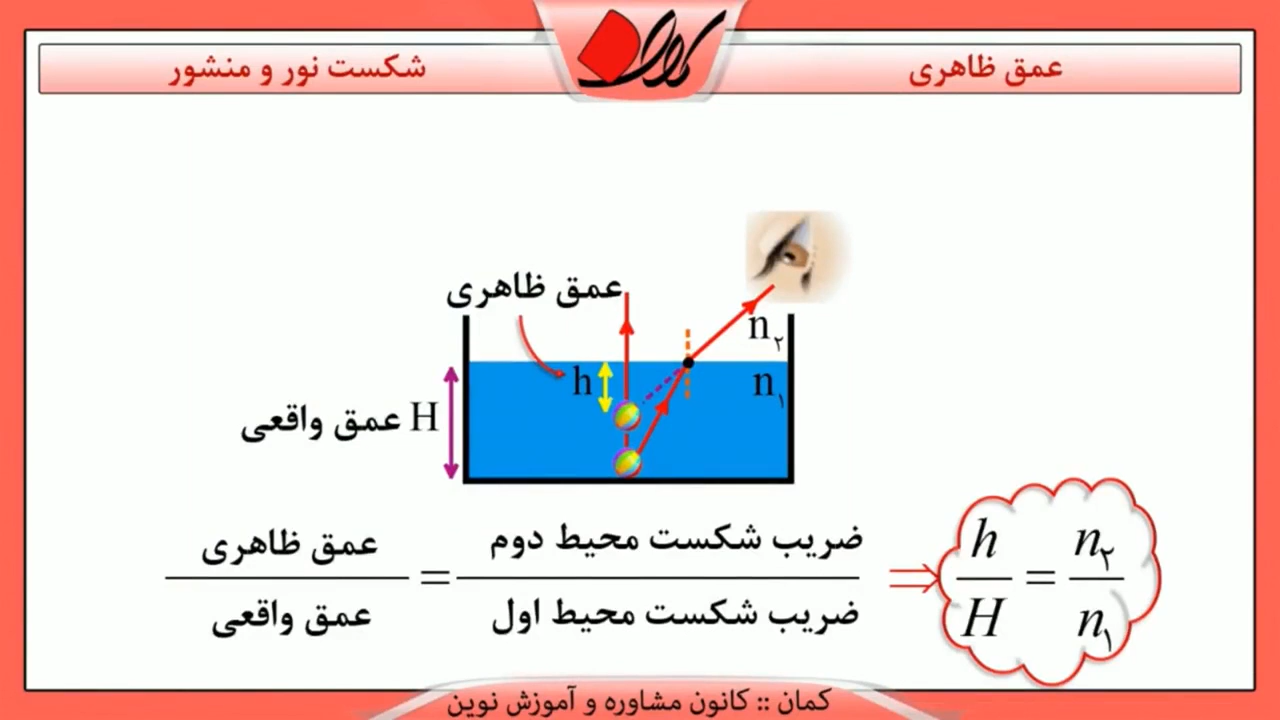 عمق ظاهری
شکست نور و منشور
کمان
عمق ظاهری
n۲
h
n۱
H عمق واقعی
عمق ظاهری / عمق واقعی = ضریب شکست محیط دوم / ضریب شکست محیط اول ⇒ h / H = n۲ / n۱
کمان :: کانون مشاوره و آموزش نوین